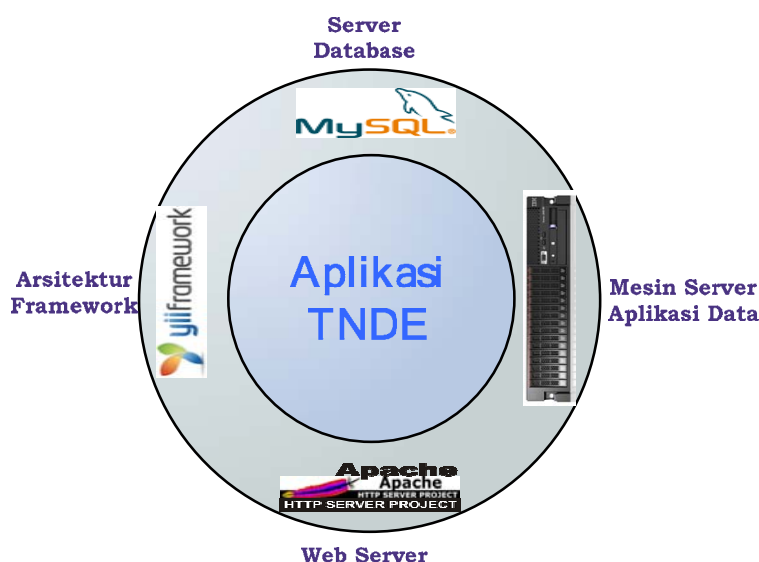 Server
Database
MySQL®
Arsitektur
Framework
yiiframework
Aplikasi
TNDE
IBM
Mesin Server
Aplikasi Data
Apache
Apache
HTTP SERVER PROJECT
HTTP SERVER PROJECT
Web Server